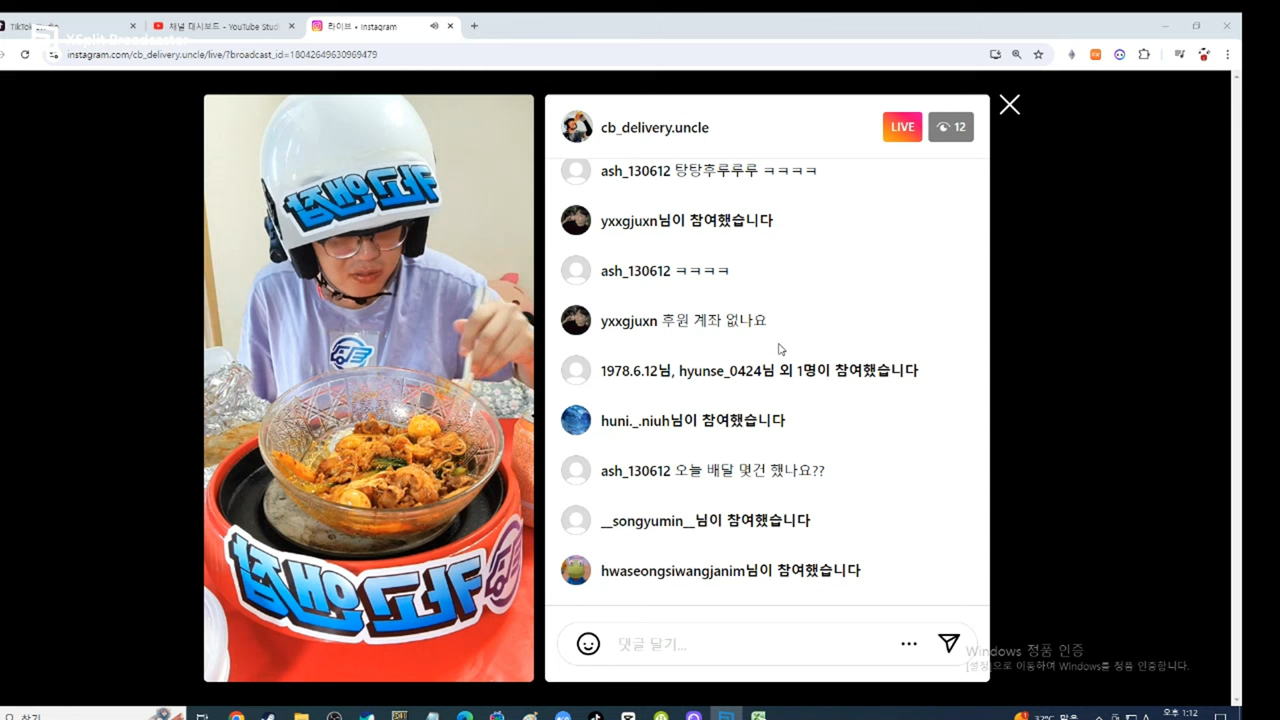 채널 대시보드 - YouTube Stud
라이브 • Instagram
XSplit Broadcaster
instagram.com/cb_delivery.uncle/live/?broadcast_id=18042649630969479
cb_delivery.uncle
LIVE
12
ash_130612 탕탕후루루루 ㅋㅋㅋㅋ
yxxgjuxn님이 참여했습니다
ash_130612 ㅋㅋㅋㅋ
yxxgjuxn 후원 계좌 없나요
1978.6.12님, hyunse_0424님 외 1명이 참여했습니다
huni._.niuh님이 참여했습니다
ash_130612 오늘 배달 몇건 했나요??
__songyumin__님이 참여했습니다
hwaseongsiwangjanim님이 참여했습니다
댓글 달기...
Windows 정품 인증
[설정]으로 이동하여 Windows를 정품 인증합니다.
오후 1:12